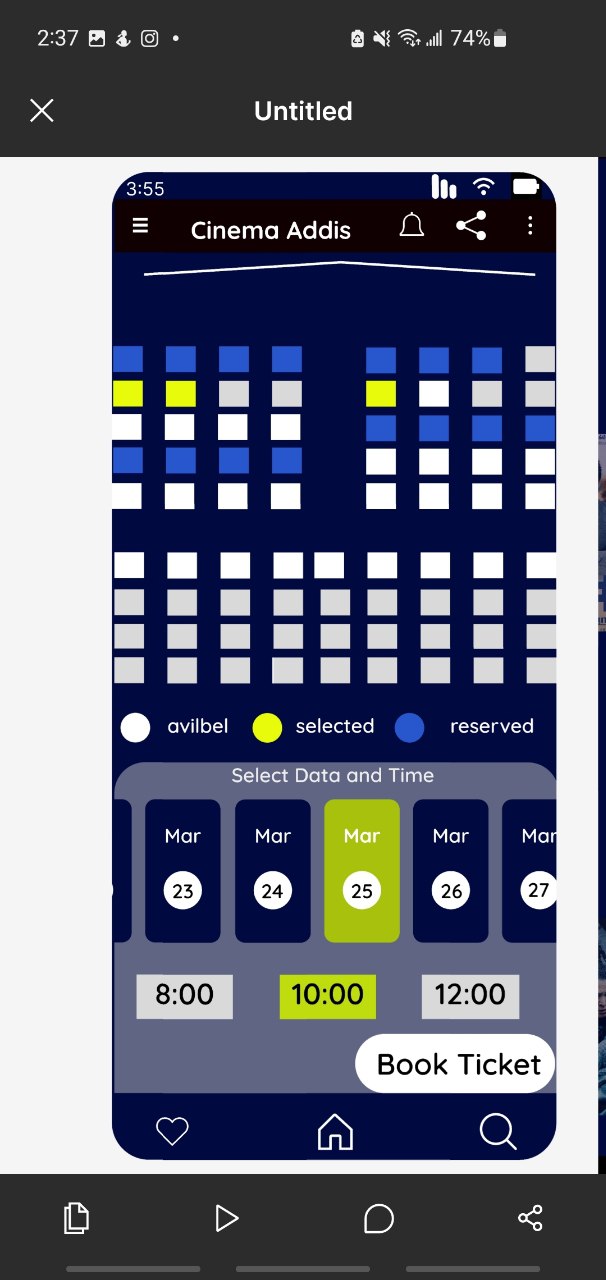 2:37
74%
Untitled
3:55
Cinema Addis
avilbel selected reserved
Select Data and Time
Mar Mar Mar Mar Mar
23 24 25 26 27
8:00 10:00 12:00
Book Ticket